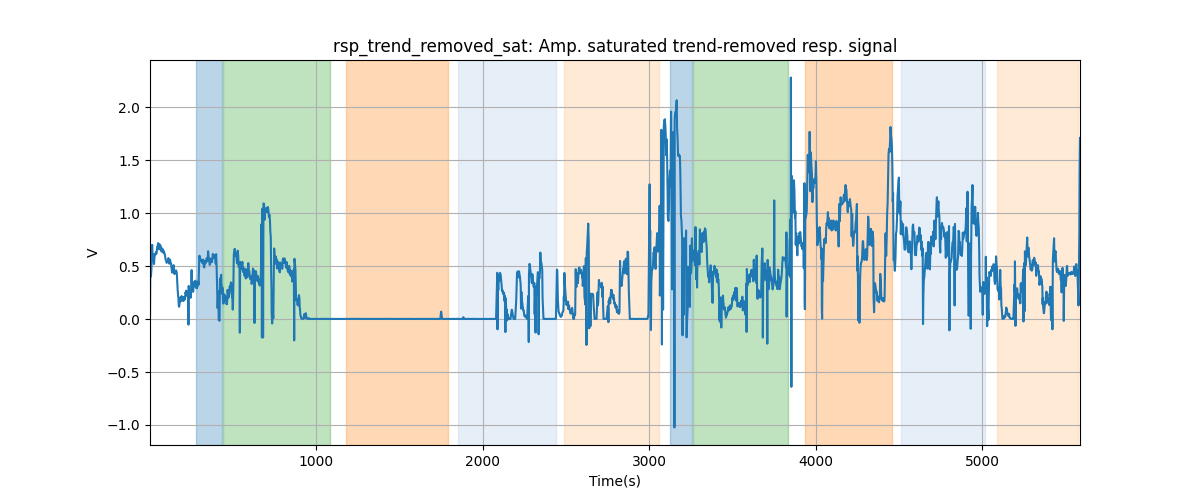 rsp_trend_removed_sat: Amp. saturated trend-removed resp. signal
2.0
1.5
1.0
0.5
0.0
−0.5
−1.0
V
1000 2000 3000 4000 5000
Time(s)